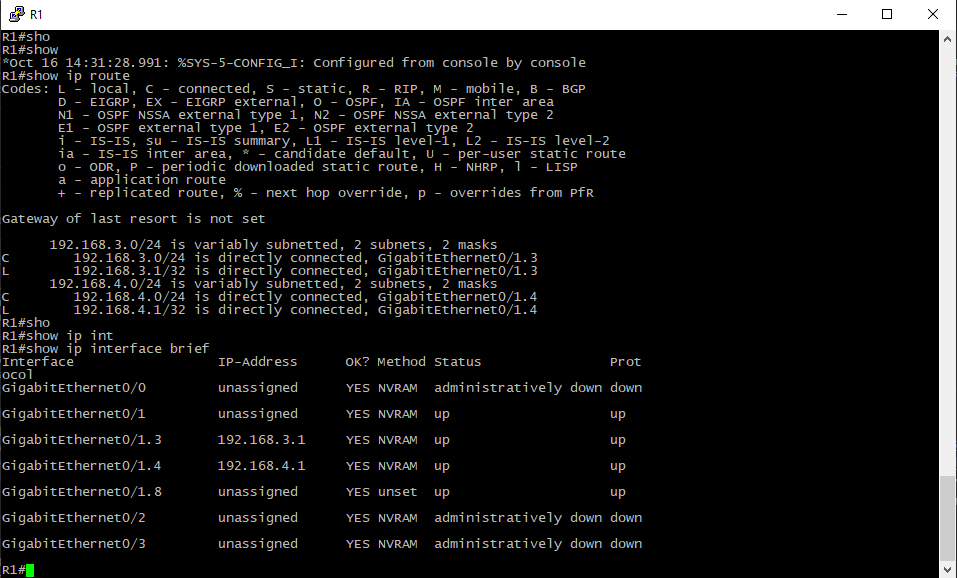 R1
R1#sho
R1#show
*Oct 16 14:31:28.991: %SYS-5-CONFIG_I: Configured from console by console
R1#show ip route
Codes: L - local, C - connected, S - static, R - RIP, M - mobile, B - BGP
       D - EIGRP, EX - EIGRP external, O - OSPF, IA - OSPF inter area
       N1 - OSPF NSSA external type 1, N2 - OSPF NSSA external type 2
       E1 - OSPF external type 1, E2 - OSPF external type 2
       i - IS-IS, su - IS-IS summary, L1 - IS-IS level-1, L2 - IS-IS level-2
       ia - IS-IS inter area, * - candidate default, U - per-user static route
       o - ODR, P - periodic downloaded static route, H - NHRP, l - LISP
       a - application route
       + - replicated route, % - next hop override, p - overrides from PfR
Gateway of last resort is not set
      192.168.3.0/24 is variably subnetted, 2 subnets, 2 masks
C        192.168.3.0/24 is directly connected, GigabitEthernet0/1.3
L        192.168.3.1/32 is directly connected, GigabitEthernet0/1.3
      192.168.4.0/24 is variably subnetted, 2 subnets, 2 masks
C        192.168.4.0/24 is directly connected, GigabitEthernet0/1.4
L        192.168.4.1/32 is directly connected, GigabitEthernet0/1.4
R1#sho
R1#show ip int
R1#show ip interface brief
Interface                  IP-Address      OK? Method Status                Prot
ocol
GigabitEthernet0/0         unassigned      YES NVRAM  administratively down down
GigabitEthernet0/1         unassigned      YES NVRAM  up                    up
GigabitEthernet0/1.3       192.168.3.1     YES NVRAM  up                    up
GigabitEthernet0/1.4       192.168.4.1     YES NVRAM  up                    up
GigabitEthernet0/1.8       unassigned      YES unset  up                    up
GigabitEthernet0/2         unassigned      YES NVRAM  administratively down down
GigabitEthernet0/3         unassigned      YES NVRAM  administratively down down
R1#